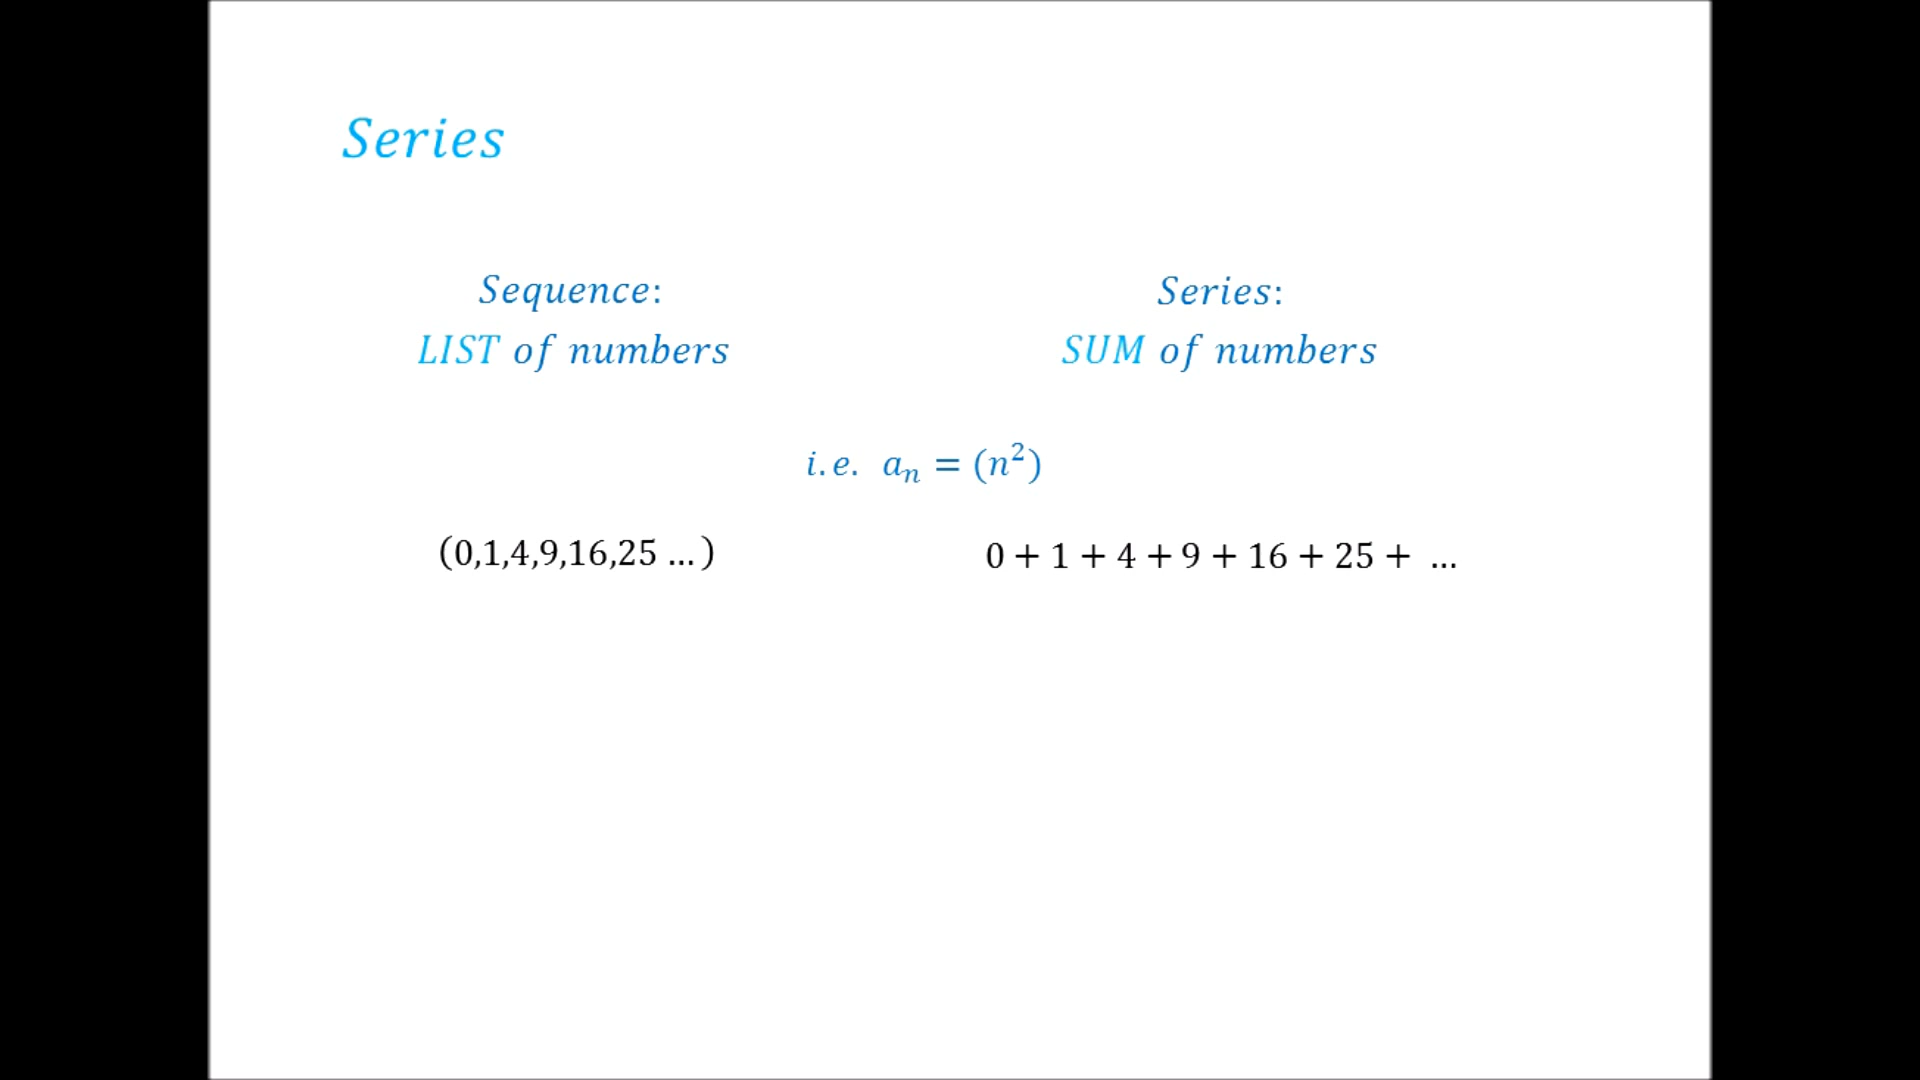 Series
Sequence:
LIST of numbers
Series:
SUM of numbers
i.e. aₙ = (n²)
(0,1,4,9,16,25 ...)
0 + 1 + 4 + 9 + 16 + 25 + ...